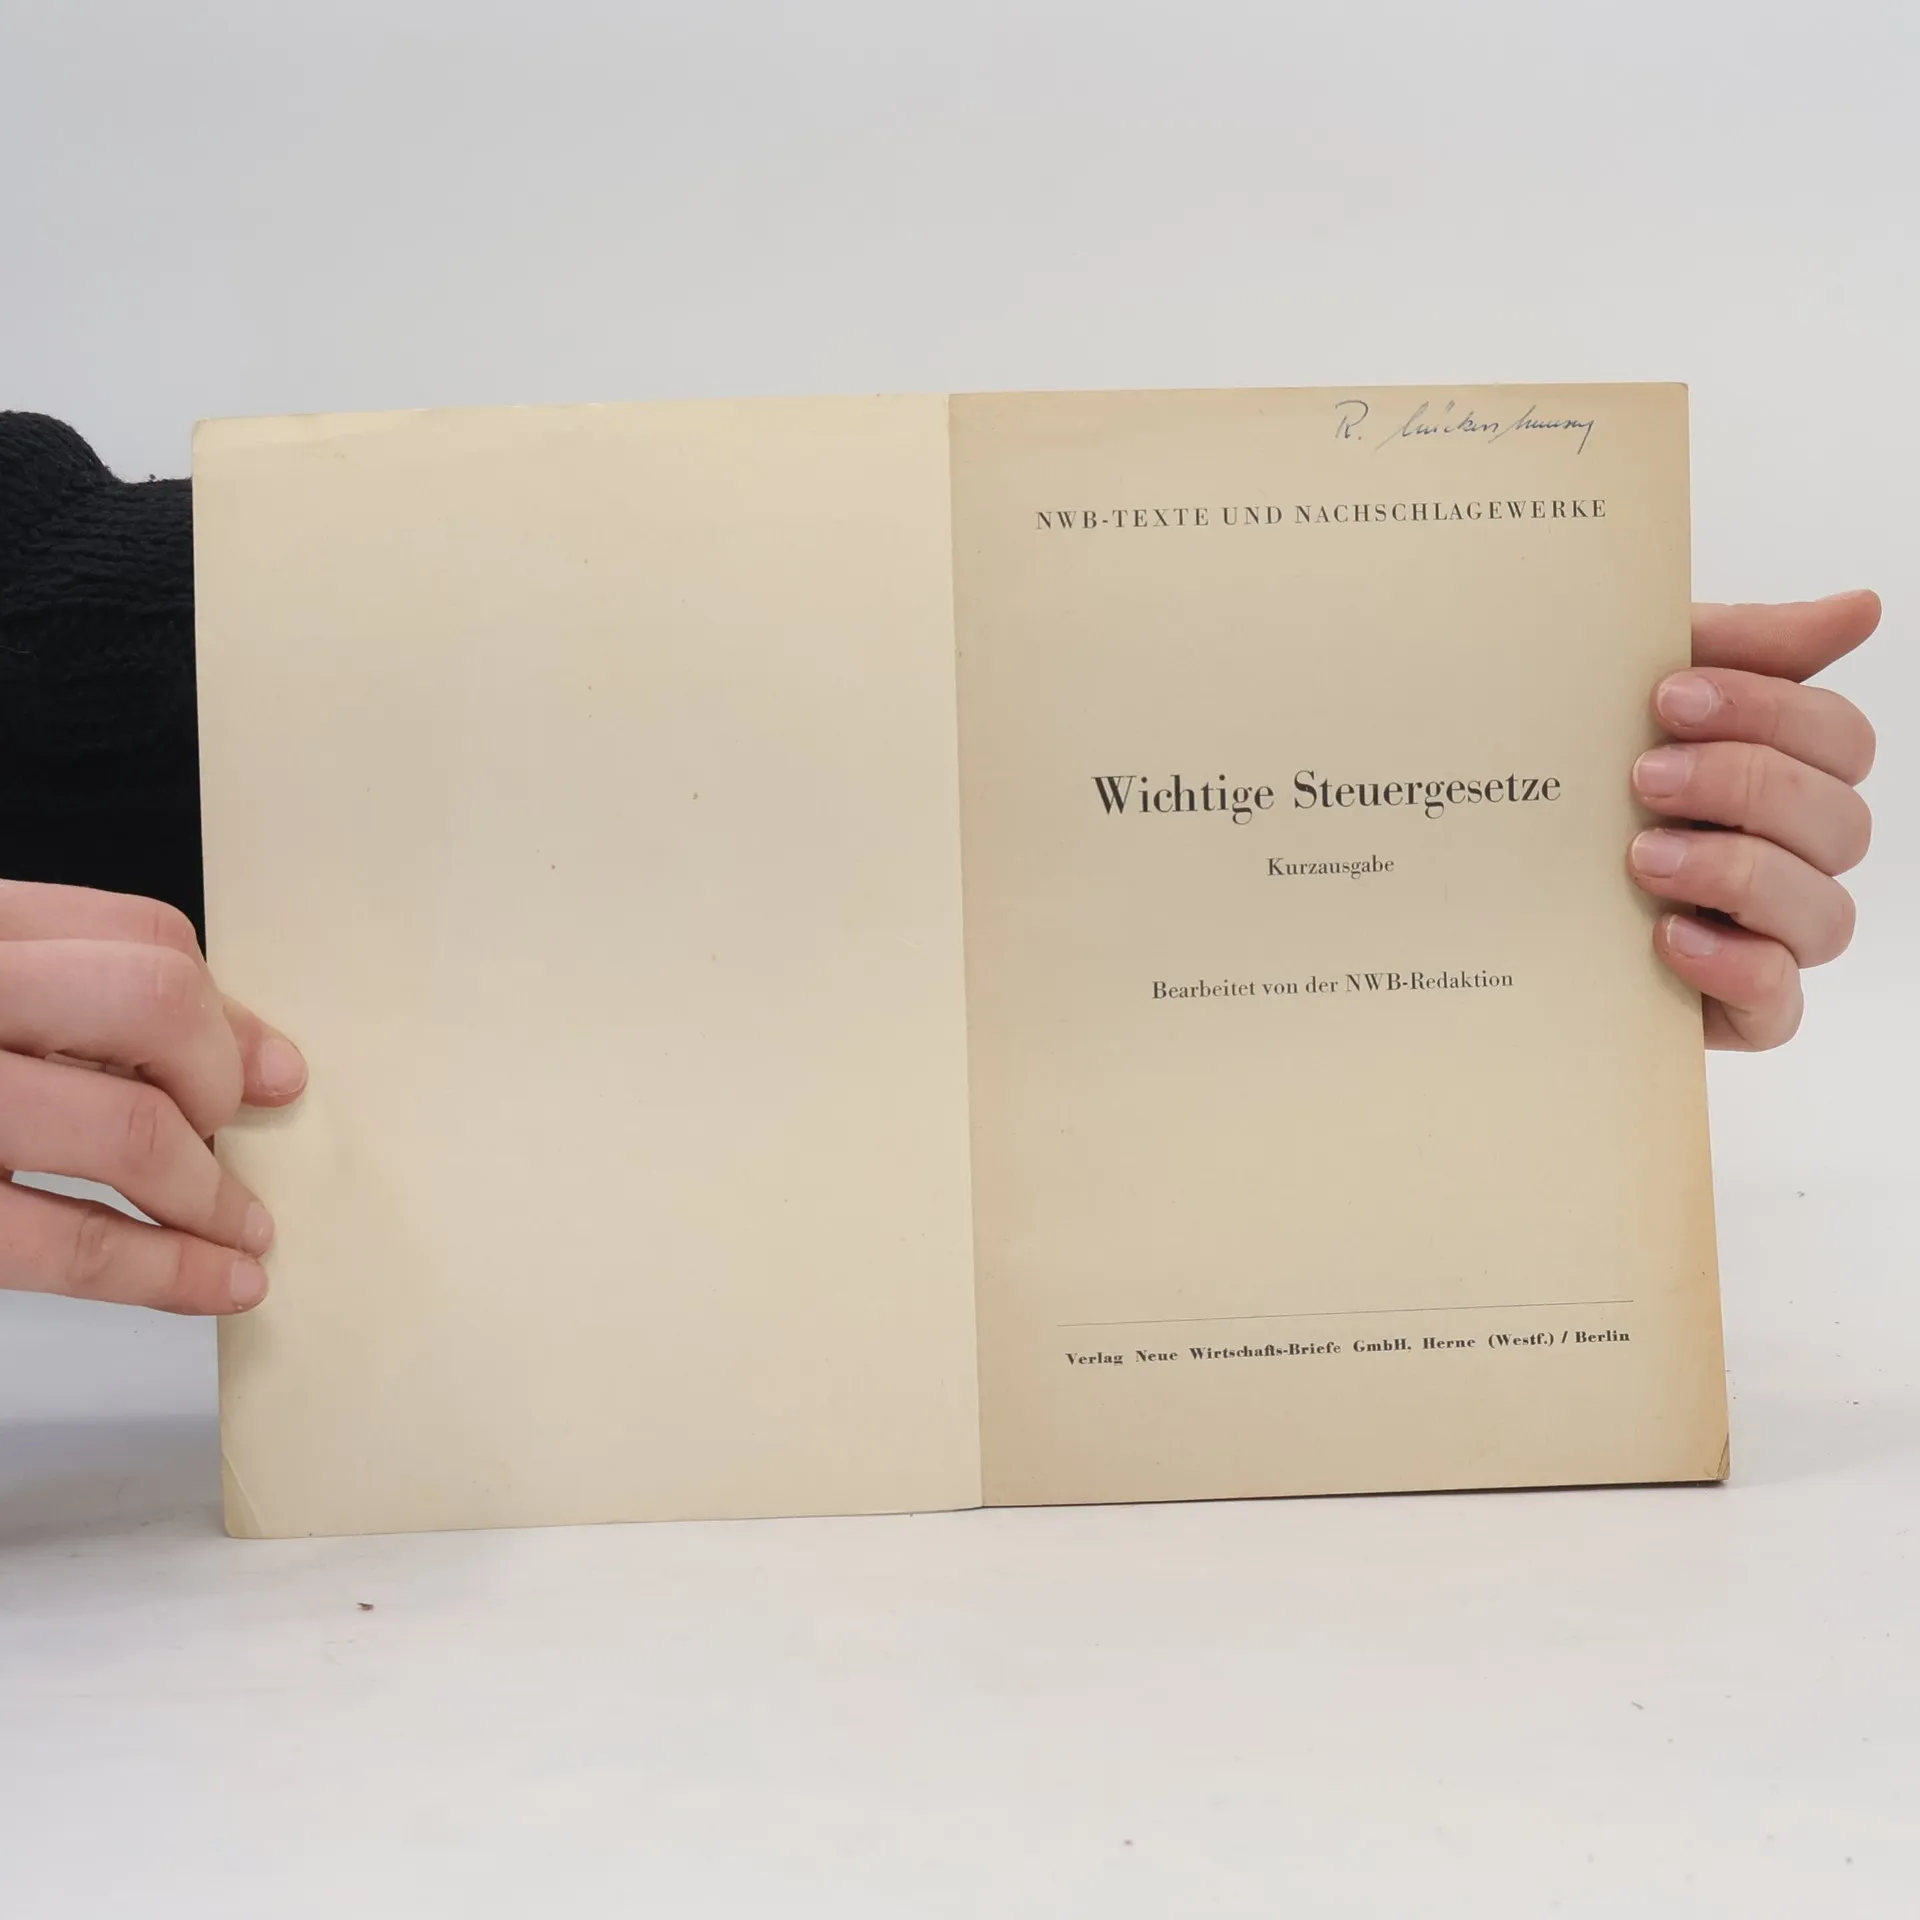 R.
NWB-TEXTE UND NACHSCHLAGEWERKE
Wichtige Steuergesetze
Kurzausgabe
Bearbeitet von der NWB-Redaktion
Verlag Neue Wirtschafts-Briefe GmbH, Herne (Westf.) / Berlin